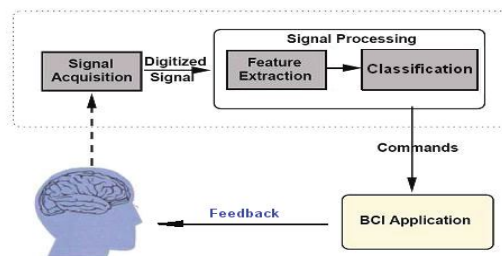 Signal Processing
Signal
Acquisition
Digitized
Signal
Feature
Extraction
Classification
Commands
BCI Application
Feedback